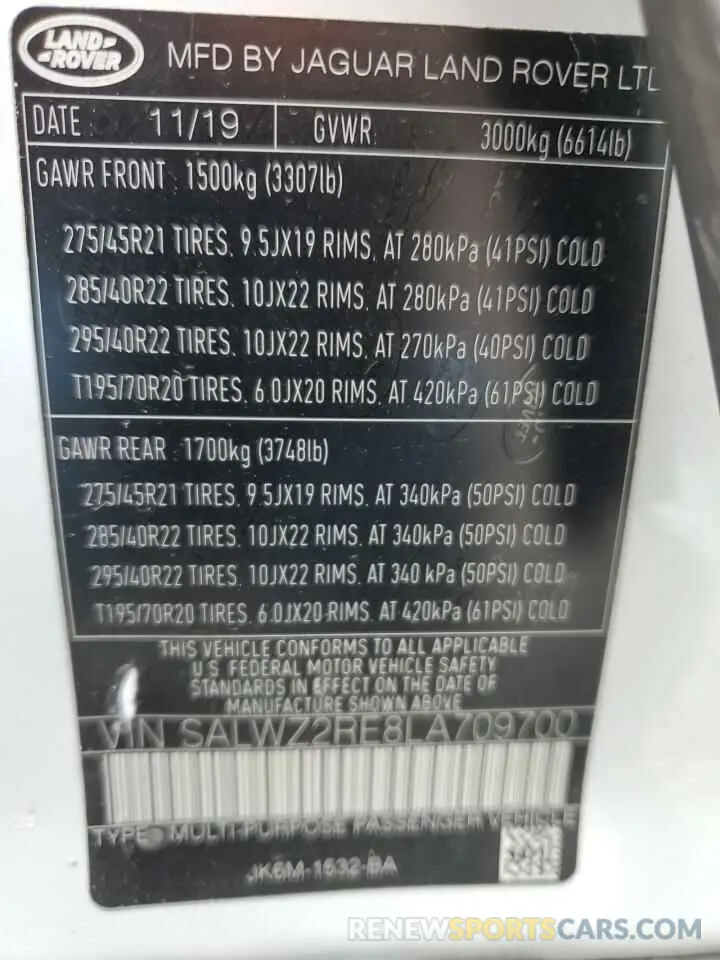 LAND-
-ROVER
MFD BY JAGUAR LAND ROVER LTD
DATE : 11/19 GVWR 3000kg (6614lb)
GAWR FRONT : 1500kg (3307lb)
275/45R21 TIRES. 9.5JX19 RIMS. AT 280kPa (41PSI) COLD
285/40R22 TIRES. 10JX22 RIMS. AT 280kPa (41PSI) COLD
295/40R22 TIRES. 10JX22 RIMS. AT 270kPa (40PSI) COLD
T195/70R20 TIRES. 6.0JX20 RIMS. AT 420kPa (61PSI) COLD
GAWR REAR : 1700kg (3748lb)
275/45R21 TIRES. 9.5JX19 RIMS. AT 340kPa (50PSI) COLD
285/40R22 TIRES. 10JX22 RIMS. AT 340kPa (50PSI) COLD
295/40R22 TIRES. 10JX22 RIMS. AT 340 kPa (50PSI) COLD
T195/70R20 TIRES. 6.0JX20 RIMS. AT 420kPa (61PSI) COLD
THIS VEHICLE CONFORMS TO ALL APPLICABLE
U.S. FEDERAL MOTOR VEHICLE SAFETY
STANDARDS IN EFFECT ON THE DATE OF
MANUFACTURE SHOWN ABOVE
VIN SALWZ2RE8LA709700
TYPE: MULTI-PURPOSE PASSENGER VEHICLE
JK6M-1532-BA
RENEWSPORTSCARS.COM